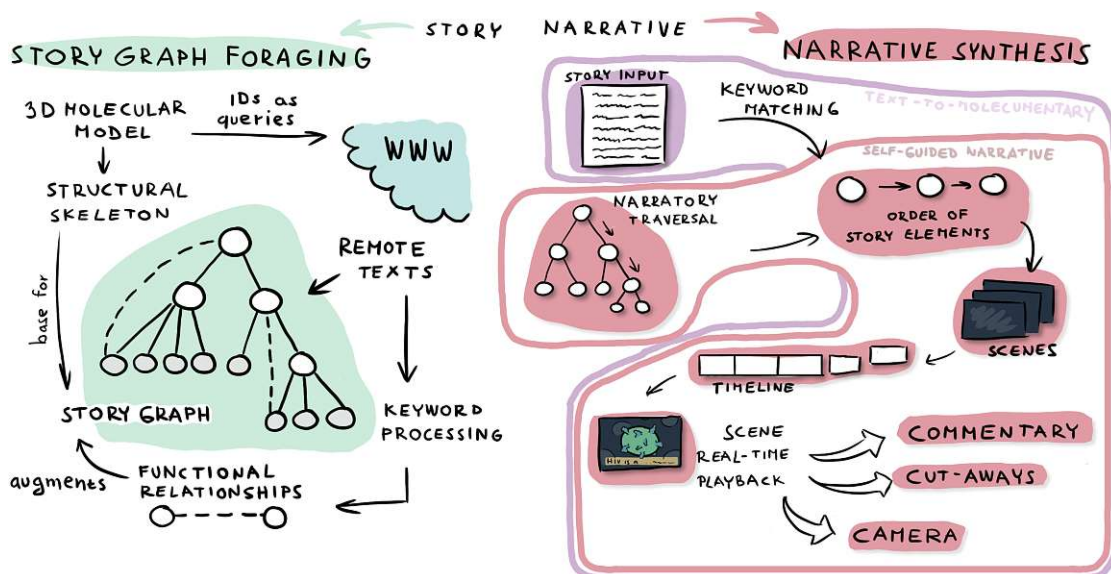 STORY NARRATIVE
STORY GRAPH FORAGING
3D MOLECULAR
MODEL
IDs as
queries
WWW
STRUCTURAL
SKELETON
REMOTE
TEXTS
base for
STORY GRAPH
KEYWORD
PROCESSING
augments
FUNCTIONAL
RELATIONSHIPS
NARRATIVE SYNTHESIS
STORY INPUT
KEYWORD
MATCHING
TEXT-TO-MOLECUMENTARY
SELF-GUIDED NARRATIVE
NARRATORY
TRAVERSAL
ORDER OF
STORY ELEMENTS
SCENES
TIMELINE
HIV is a
SCENE
REAL-TIME
PLAYBACK
COMMENTARY
CUT-AWAYS
CAMERA